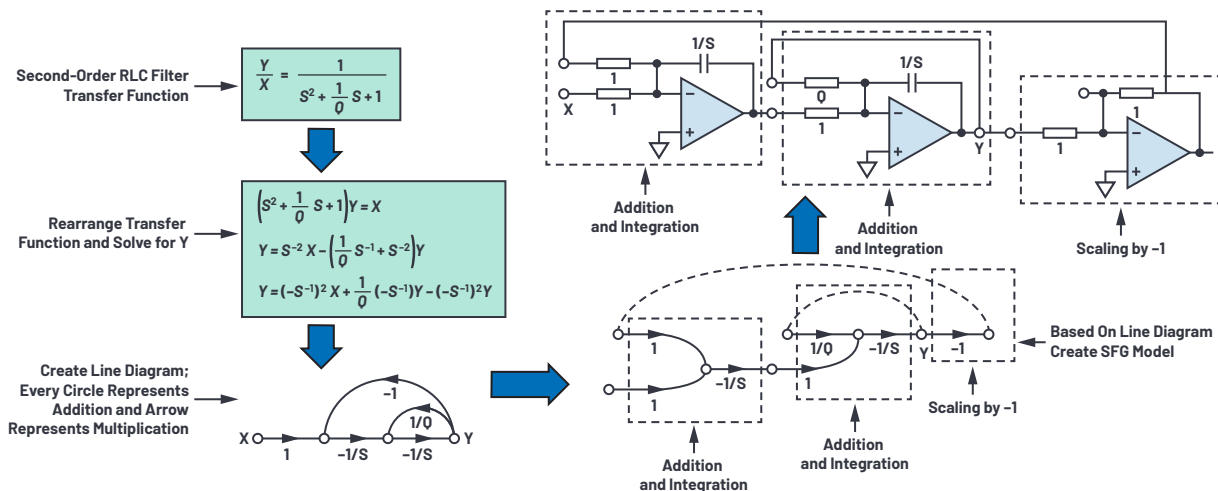 Second-Order RLC Filter
Transfer Function
Y/X = 1/(S² + 1/Q S + 1)
Rearrange Transfer
Function and Solve for Y
(S² + 1/Q S + 1)Y = X
Y = S⁻² X – (1/Q S⁻¹ + S⁻²)Y
Y = (–S⁻¹)² X + 1/Q (–S⁻¹)Y – (–S⁻¹)² Y
Create Line Diagram;
Every Circle Represents
Addition and Arrow
Represents Multiplication
–1
1/Q
X
Y
1
–1/S
–1/S
1/S
1
X
1
–
+
Addition
and Integration
1/S
Q
1
–
+
Y
Addition
and Integration
1
1
–
+
Scaling by –1
1
–1/S
1
Addition
and Integration
1/Q
–1/S
1
Y
–1
Addition
and Integration
Scaling by –1
Based On Line Diagram
Create SFG Model